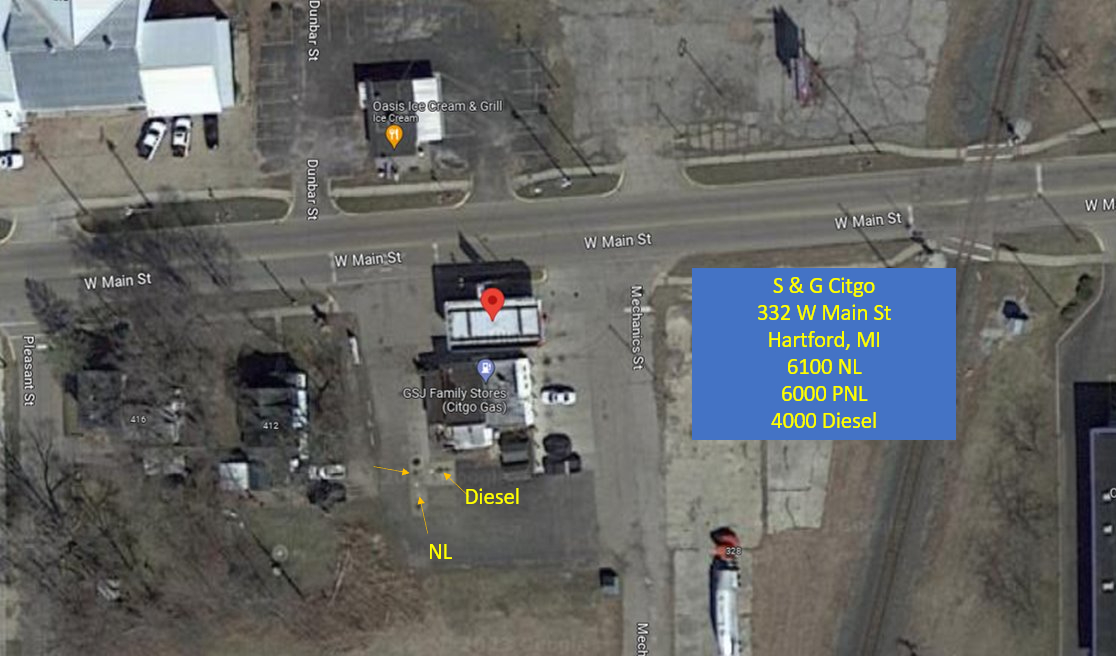 Dunbar St
Oasis Ice Cream & Grill
Ice Cream
Dunbar St
W Main St
W Main St
W Main St
W Main St
W M
Pleasant St
Mechanics St
S & G Citgo
332 W Main St
Hartford, MI
6100 NL
6000 PNL
4000 Diesel
GSJ Family Stores
(Citgo Gas)
416
412
Diesel
NL
328
Mech